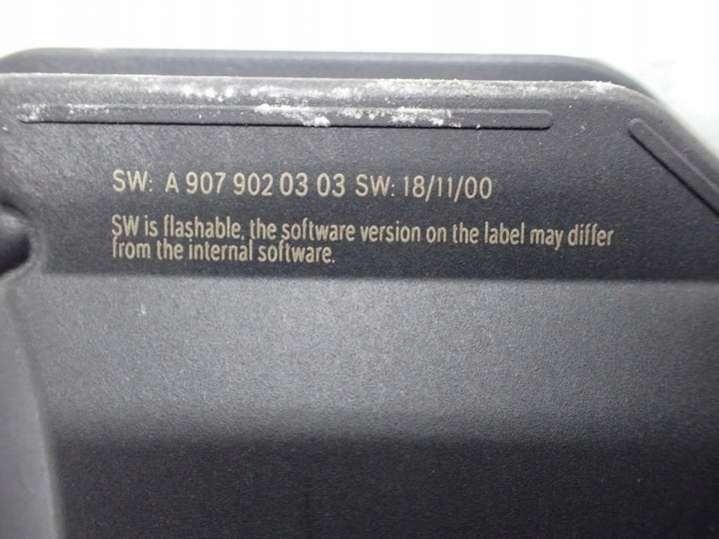 SW: A 907 902 03 03 SW: 18/11/00
SW is flashable, the software version on the label may differ
from the internal software.